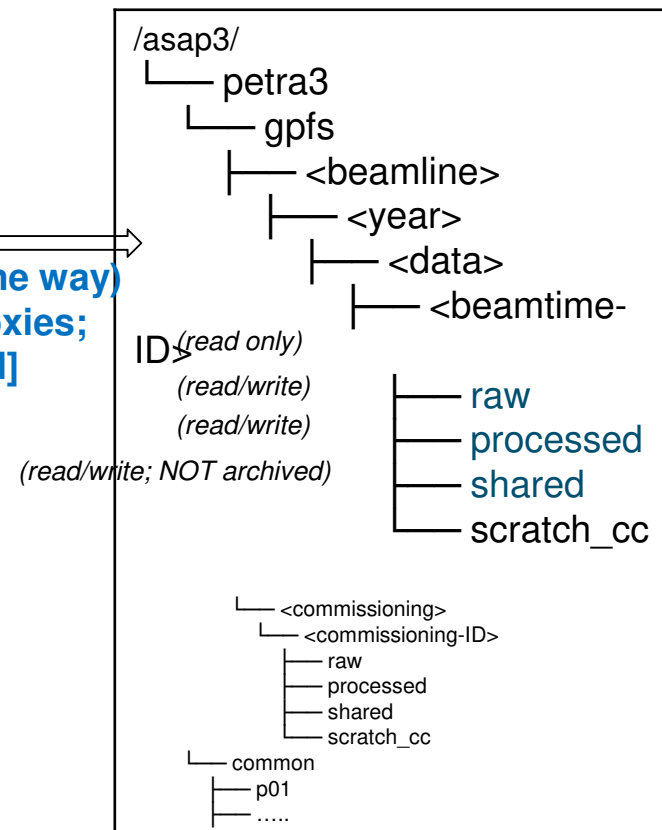 /asap3/
petra3
gpfs
<beamline>
<year>
<data>
<beamtime-
ID>
(read only)
(read/write)
(read/write)
(read/write; NOT archived)
ne way)
oxies;
]
raw
processed
shared
scratch_cc
<commissioning>
<commissioning-ID>
raw
processed
shared
scratch_cc
common
p01
.....